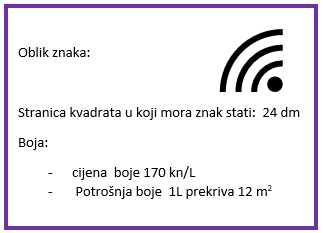 Oblik znaka:
Stranica kvadrata u koji mora znak stati:  24 dm
Boja:
- cijena  boje 170 kn/L
- Potrošnja boje  1L prekriva 12 m²